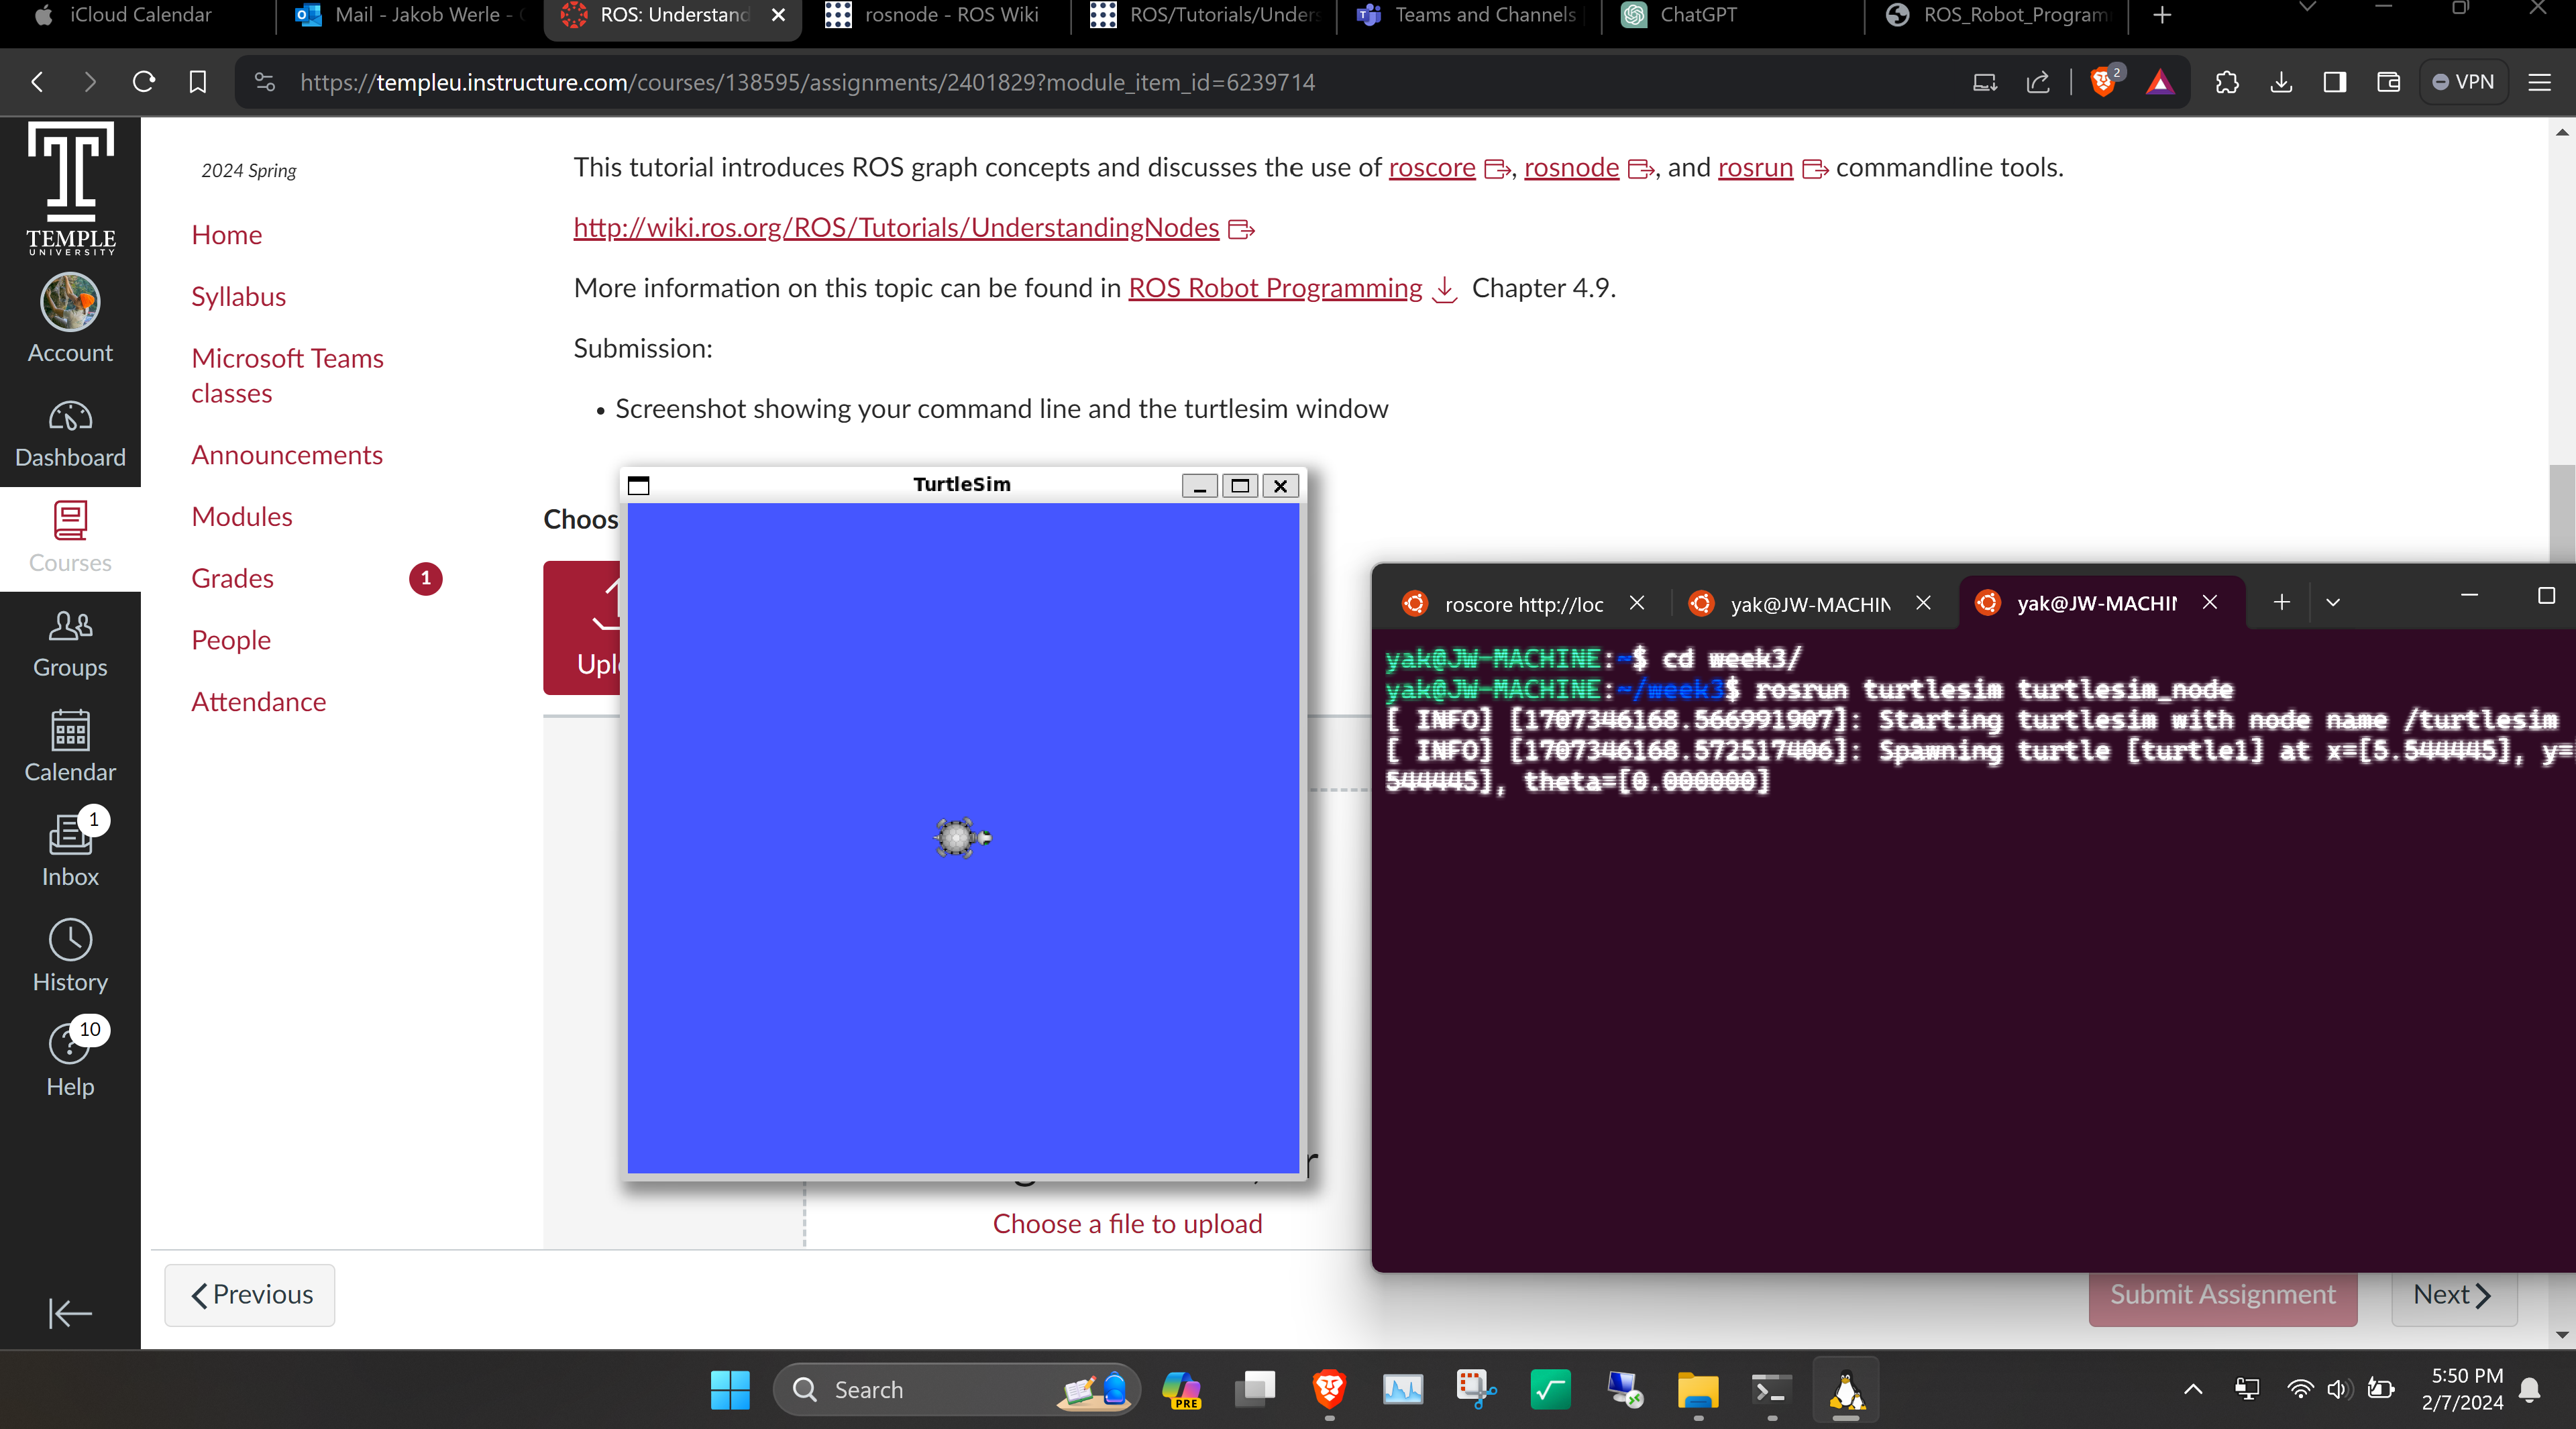 iCloud Calendar
Mail - Jakob Werle -
ROS: Understand
rosnode - ROS Wiki
ROS/Tutorials/Unders
Teams and Channels
ChatGPT
ROS_Robot_Program
https://templeu.instructure.com/courses/138595/assignments/2401829?module_item_id=6239714
2
VPN
TEMPLE
UNIVERSITY
Account
Dashboard
Courses
Groups
Calendar
1
Inbox
History
10
Help
2024 Spring
Home
Syllabus
Microsoft Teams
classes
Announcements
Modules
Grades 1
People
Attendance
This tutorial introduces ROS graph concepts and discusses the use of roscore, rosnode, and rosrun commandline tools.
http://wiki.ros.org/ROS/Tutorials/UnderstandingNodes
More information on this topic can be found in ROS Robot Programming Chapter 4.9.
Submission:
• Screenshot showing your command line and the turtlesim window
Choos
Upl
TurtleSim
r
Choose a file to upload
roscore http://loc
yak@JW-MACHIN
yak@JW-MACHIN
yak@JW-MACHINE:~$ cd week3/
yak@JW-MACHINE:~/week3$ rosrun turtlesim turtlesim_node
[ INFO] [1707346168.566991907]: Starting turtlesim with node name /turtlesim
[ INFO] [1707346168.572517406]: Spawning turtle [turtle1] at x=[5.544445], y=
544445], theta=[0.000000]
Previous
Submit Assignment
Next
Search
PRE
5:50 PM
2/7/2024